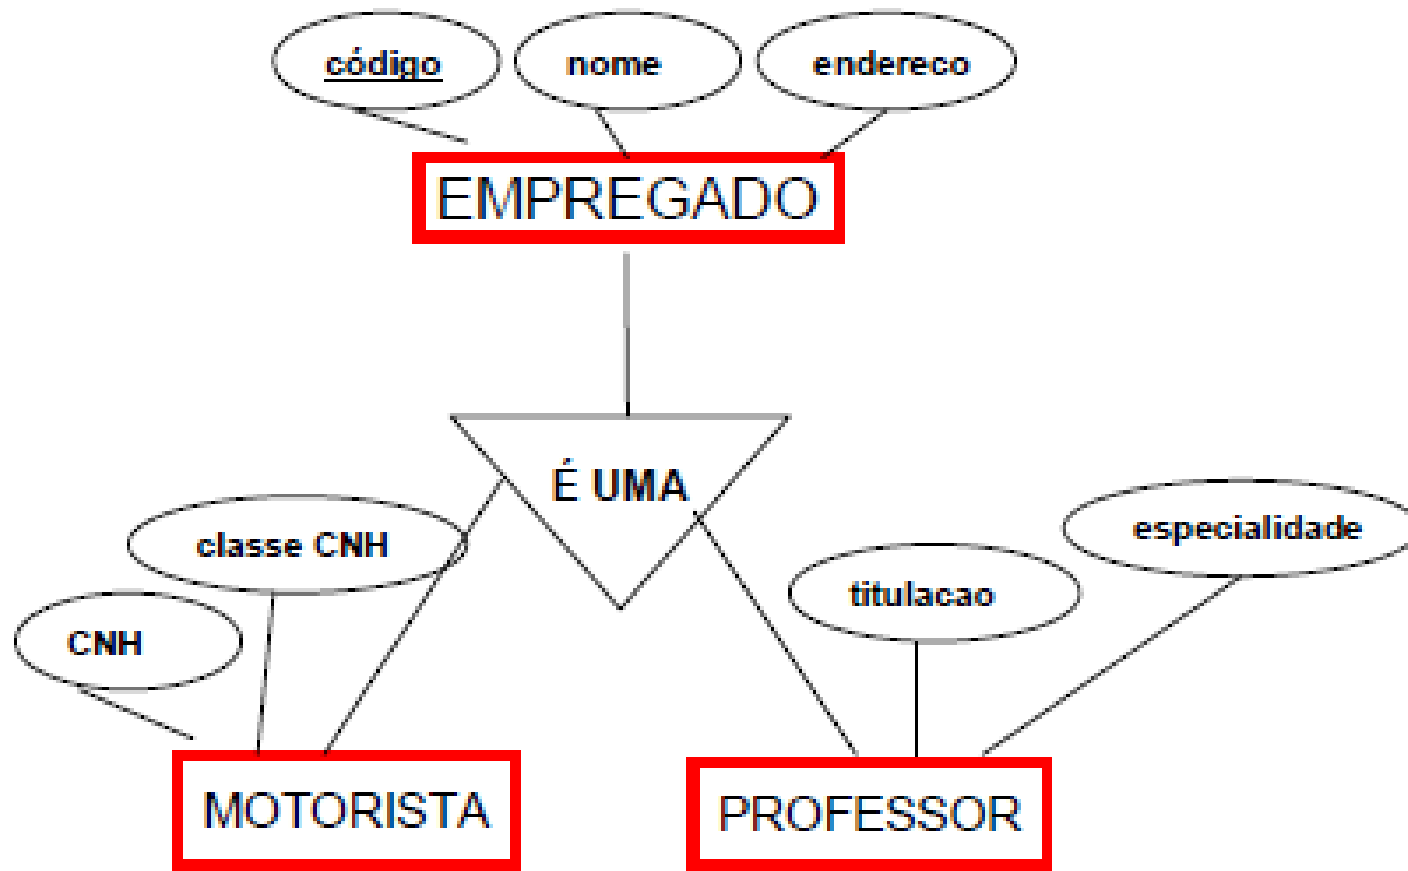 código nome endereco
EMPREGADO
É UMA
classe CNH
especialidade
titulacao
CNH
MOTORISTA
PROFESSOR